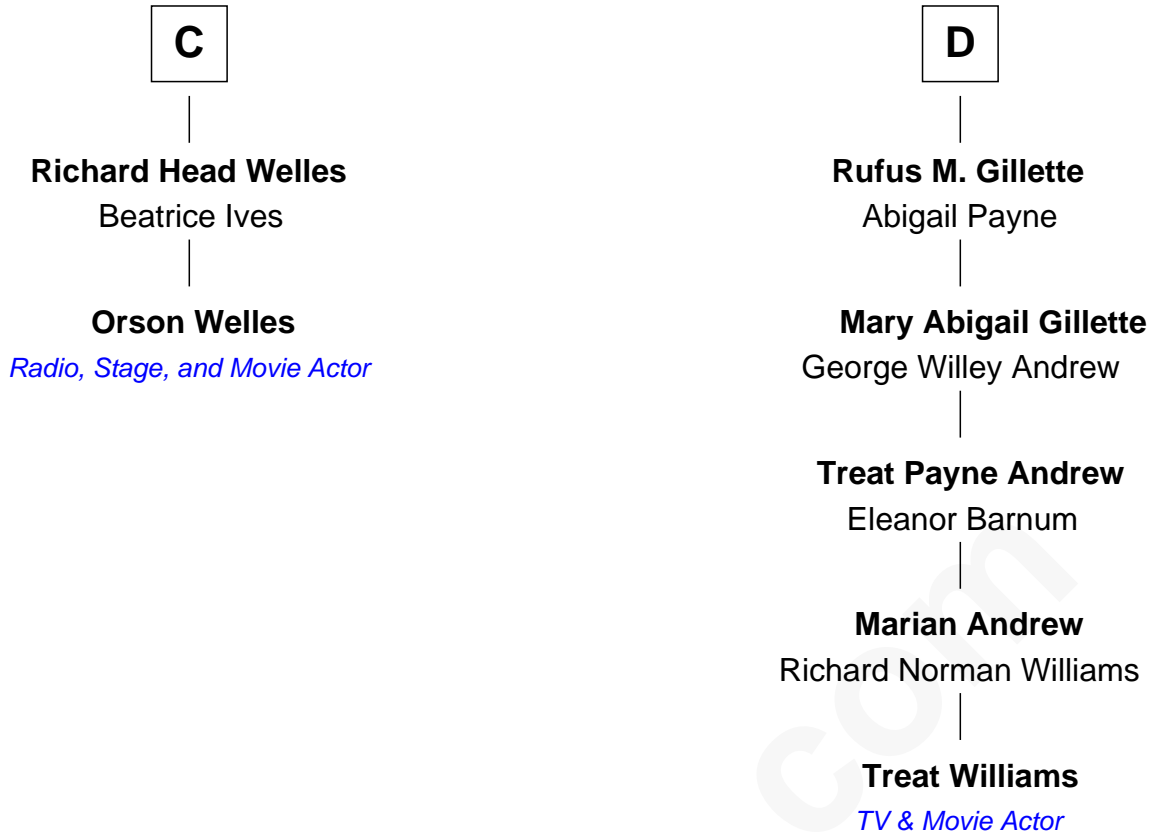 C
Richard Head Welles
Beatrice Ives
Orson Welles
Radio, Stage, and Movie Actor
D
Rufus M. Gillette
Abigail Payne
Mary Abigail Gillette
George Willey Andrew
Treat Payne Andrew
Eleanor Barnum
Marian Andrew
Richard Norman Williams
Treat Williams
TV & Movie Actor
com